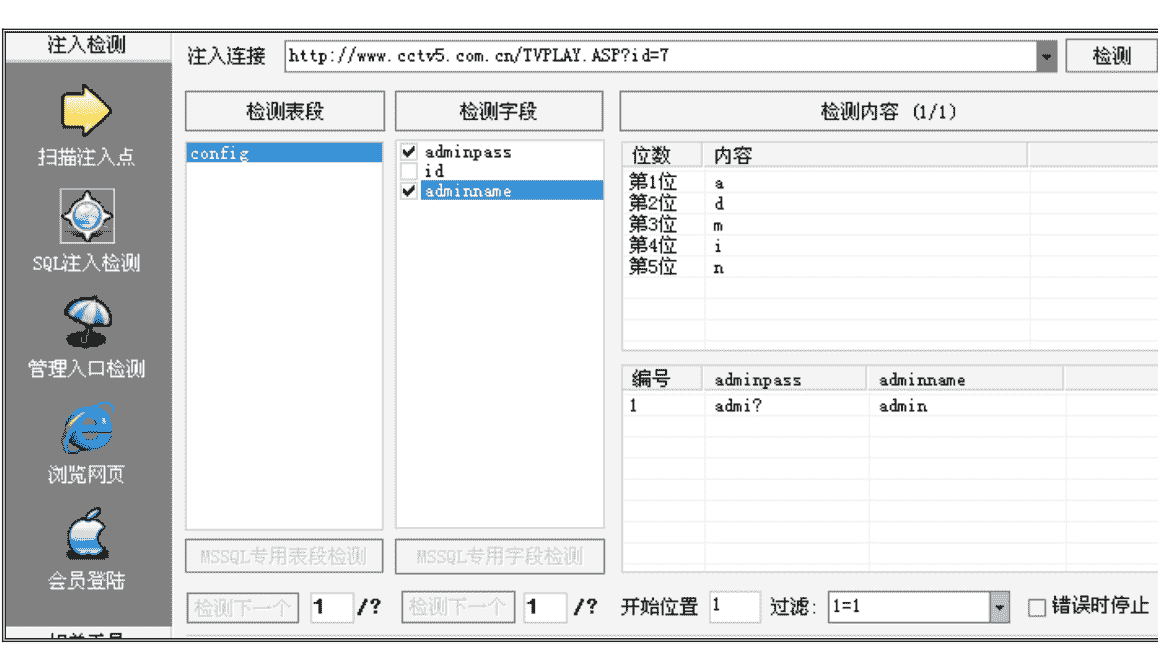 注入检测
注入连接 http://www.cctv5.com.cn/TVPLAY.ASP?id=7 检测
检测表段 检测字段 检测内容 (1/1)
扫描注入点
SQL注入检测
管理入口检测
浏览网页
会员登陆
config
adminpass
id
adminname
位数 内容
第1位 a
第2位 d
第3位 m
第4位 i
第5位 n
编号 adminpass adminname
1 admi? admin
MSSQL专用表段检测 MSSQL专用字段检测
检测下一个 1 /? 检测下一个 1 /? 开始位置 1 过滤: 1=1 错误时停止